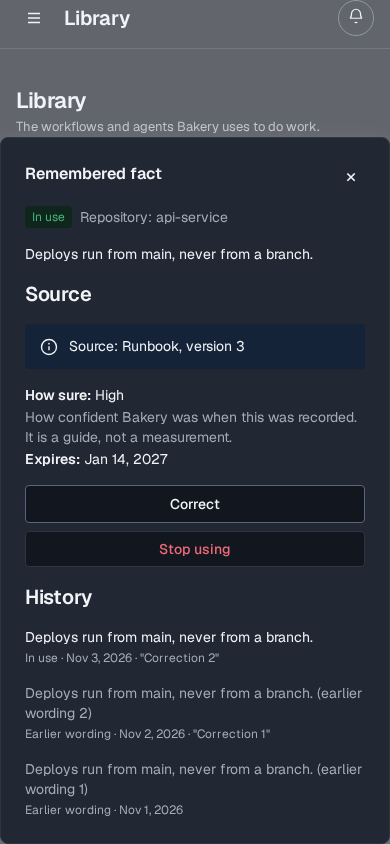 Library
Library
The workflows and agents Bakery uses to do work.
Remembered fact
In use Repository: api-service
Deploys run from main, never from a branch.
Source
Source: Runbook, version 3
How sure: High
How confident Bakery was when this was recorded.
It is a guide, not a measurement.
Expires: Jan 14, 2027
Correct
Stop using
History
Deploys run from main, never from a branch.
In use · Nov 3, 2026 · "Correction 2"
Deploys run from main, never from a branch. (earlier
wording 2)
Earlier wording · Nov 2, 2026 · "Correction 1"
Deploys run from main, never from a branch. (earlier
wording 1)
Earlier wording · Nov 1, 2026